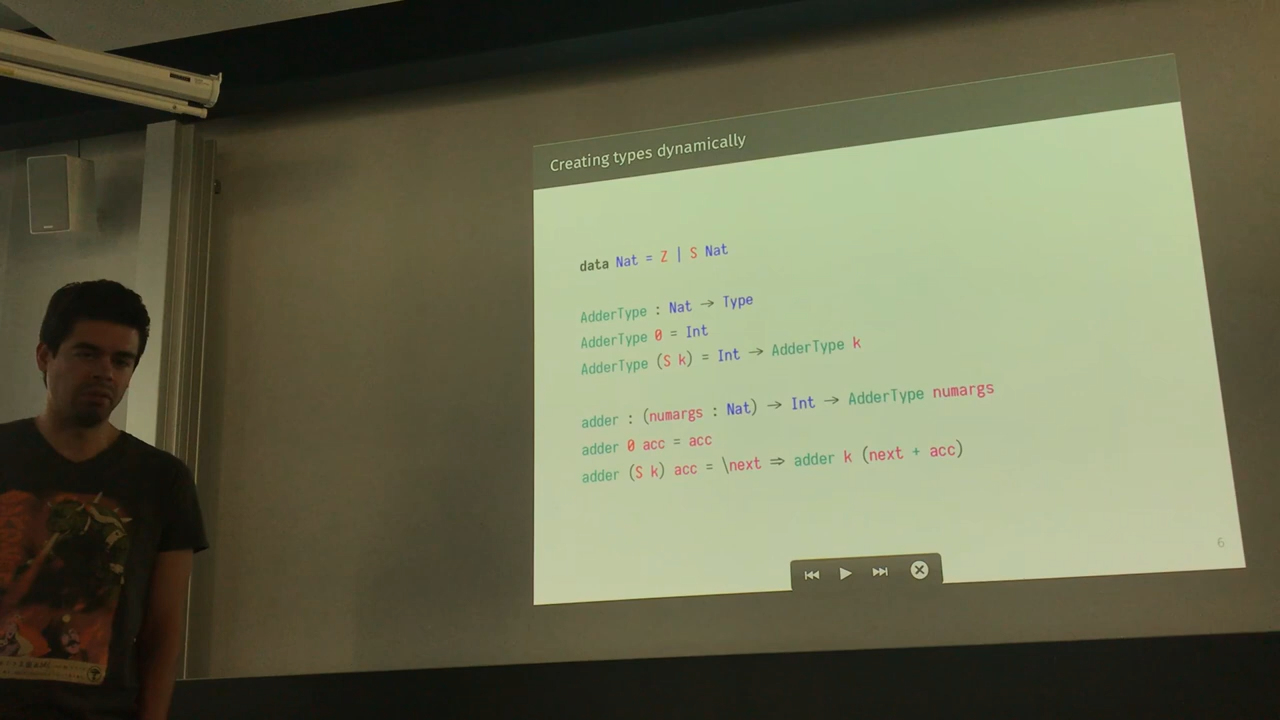 Creating types dynamically
data Nat = Z | S Nat
AdderType : Nat → Type
AdderType 0 = Int
AdderType (S k) = Int → AdderType k
adder : (numargs : Nat) → Int → AdderType numargs
adder 0 acc = acc
adder (S k) acc = \next ⇒ adder k (next + acc)
6